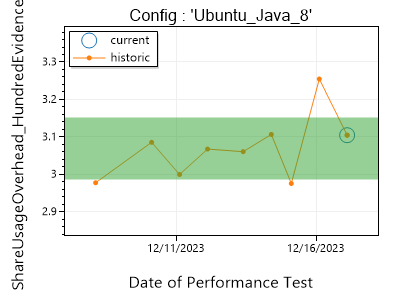 Config : 'Ubuntu_Java_8'
current
historic
ShareUsageOverhead_HundredEvidence
3.3
3.2
3.1
3
2.9
12/11/2023
12/16/2023
Date of Performance Test